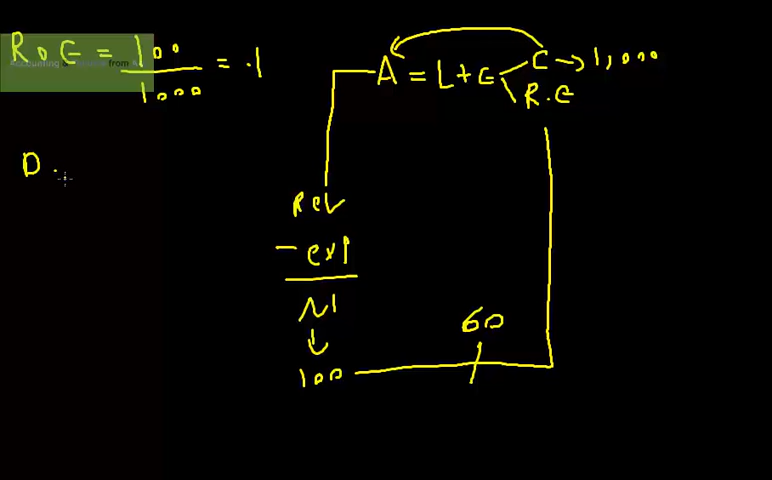 ROE = 100 / 1000 = .1
A = L + E
C → 1,000
R.E
D.
Rev
- exp
NI
60
100